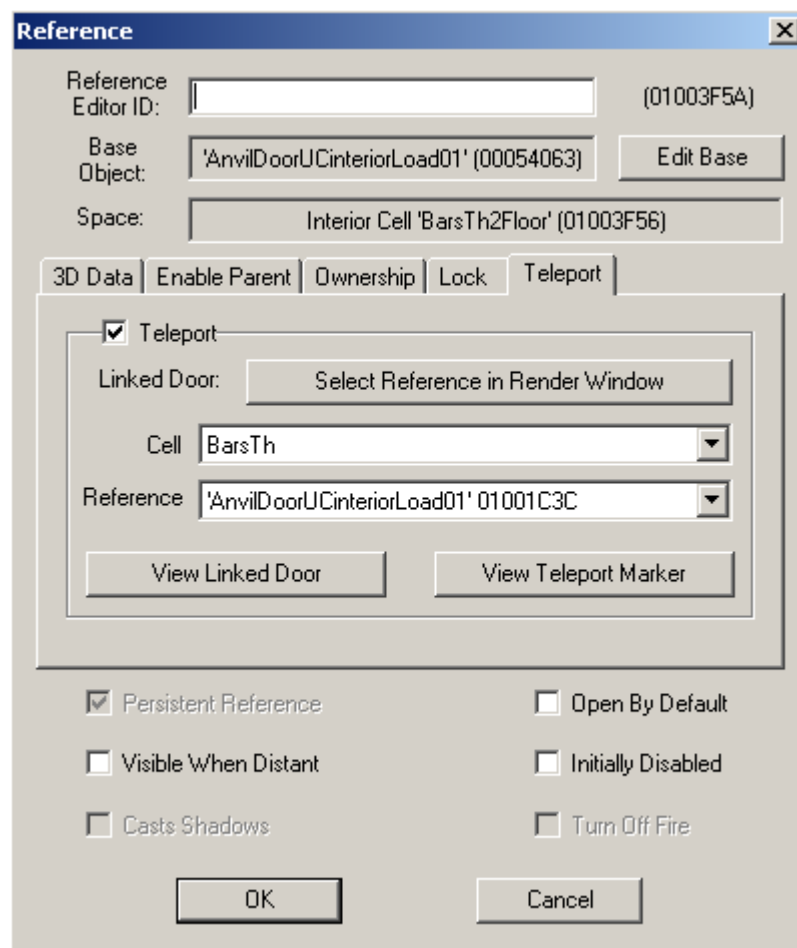 Reference
Reference
Editor ID:
(01003F5A)
Base
Object:
'AnvilDoorUCinteriorLoad01' (00054063)
Edit Base
Space:
Interior Cell 'BarsTh2Floor' (01003F56)
3D Data
Enable Parent
Ownership
Lock
Teleport
Teleport
Linked Door:
Select Reference in Render Window
Cell
BarsTh
Reference
'AnvilDoorUCinteriorLoad01' 01001C3C
View Linked Door
View Teleport Marker
Persistent Reference
Open By Default
Visible When Distant
Initially Disabled
Casts Shadows
Turn Off Fire
OK
Cancel